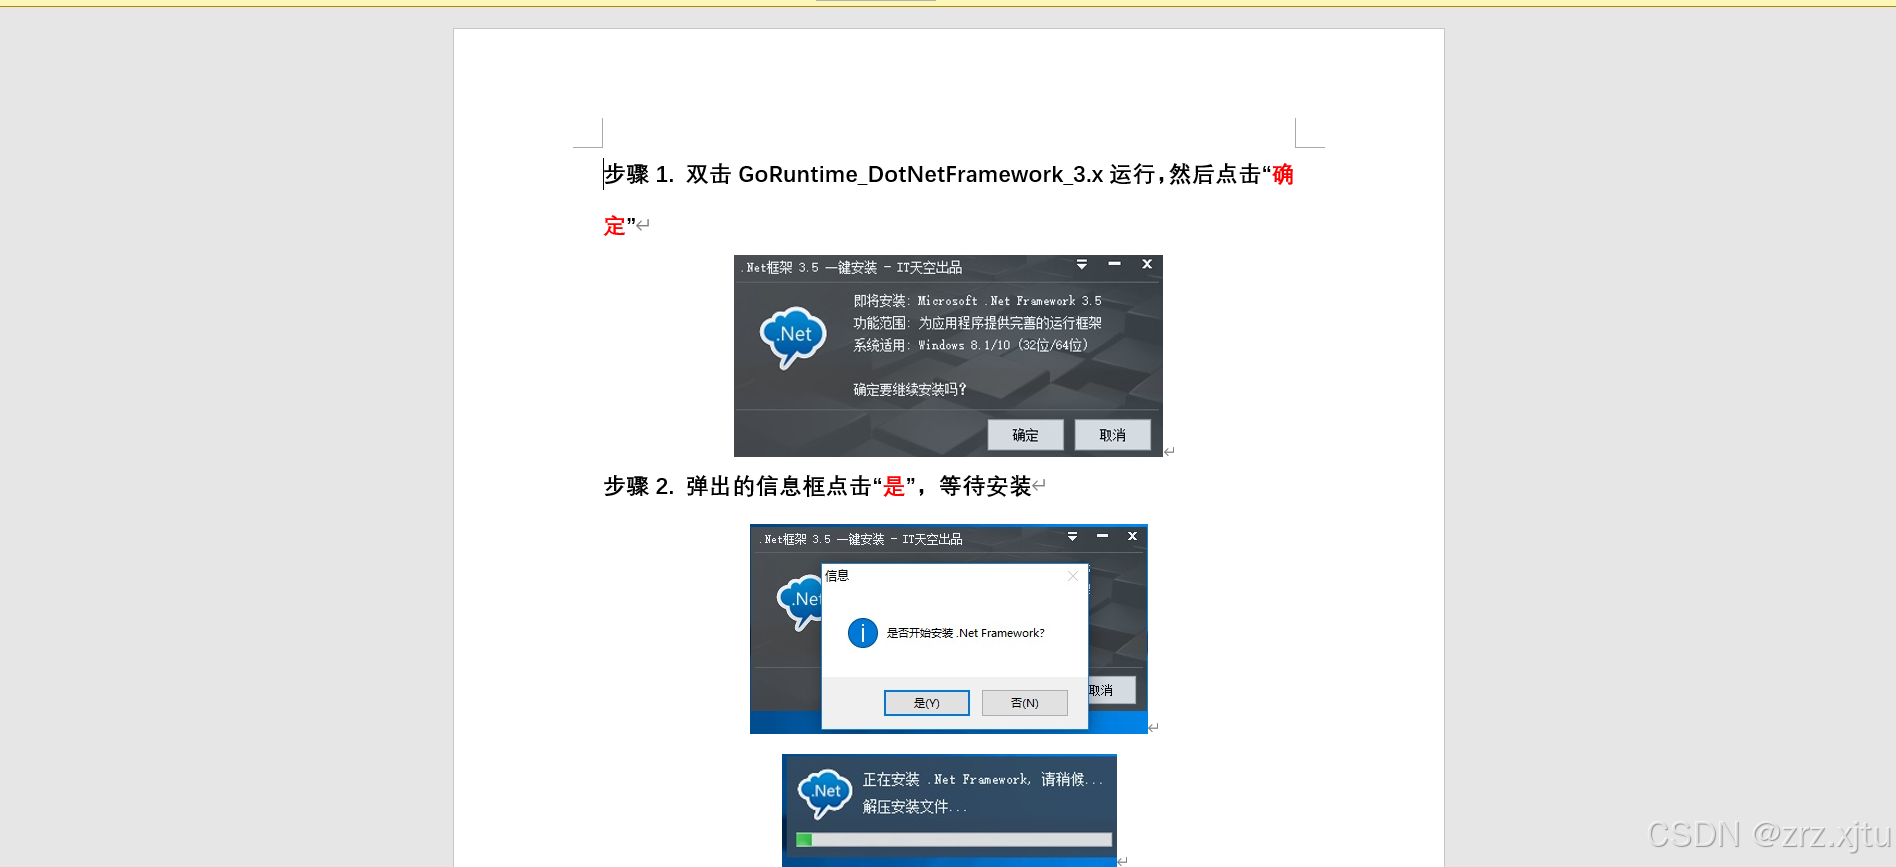 步骤 1. 双击 GoRuntime_DotNetFramework_3.x 运行，然后点击“确
定”
.Net框架 3.5 一键安装 - IT天空出品
即将安装: Microsoft .Net Framework 3.5
功能范围: 为应用程序提供完善的运行框架
系统适用: Windows 8.1/10 (32位/64位)
.Net
确定要继续安装吗?
确定 取消
步骤 2. 弹出的信息框点击“是”，等待安装
.Net框架 3.5 一键安装 - IT天空出品
信息
.Net
是否开始安装 .Net Framework?
是(Y) 否(N) 取消
正在安装 .Net Framework, 请稍候...
.Net
解压安装文件...
CSDN @zrz.xjtu